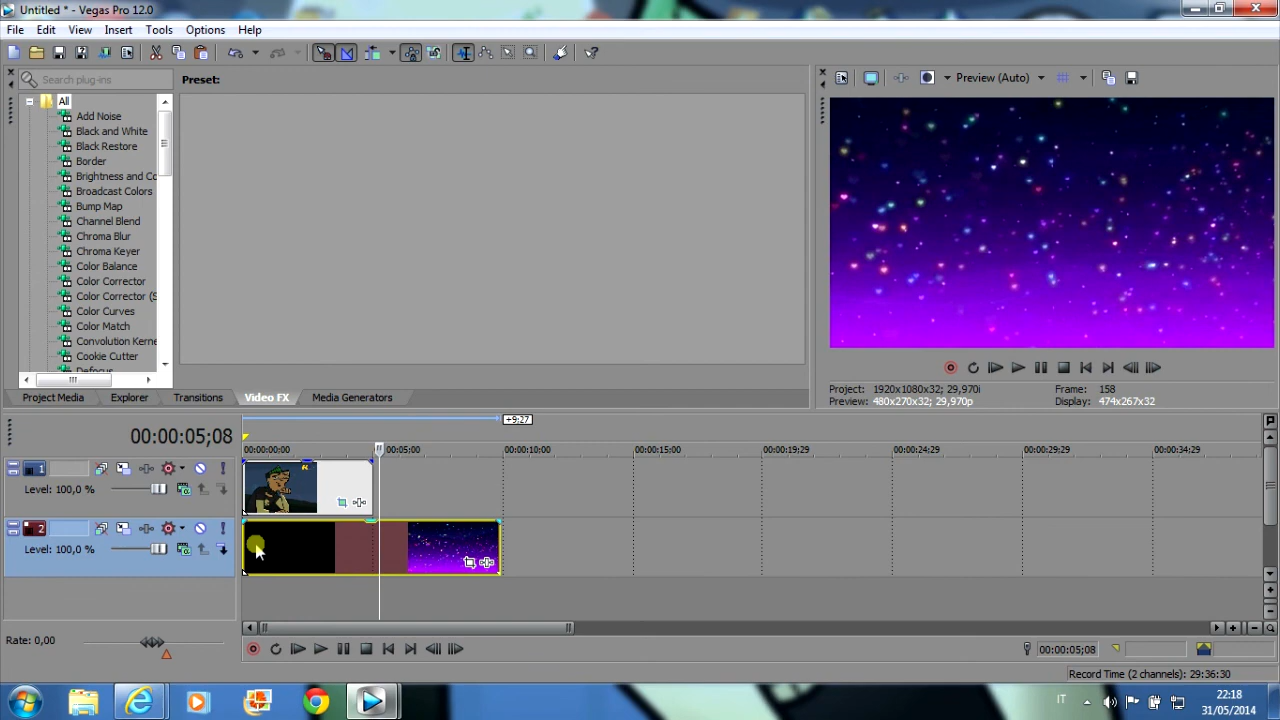 Untitled * - Vegas Pro 12.0
File Edit View Insert Tools Options Help
Search plug-ins
Preset:
Preview (Auto)
All
Add Noise
Black and White
Black Restore
Border
Brightness and Co
Broadcast Colors
Bump Map
Channel Blend
Chroma Blur
Chroma Keyer
Color Balance
Color Corrector
Color Corrector (S
Color Curves
Color Match
Convolution Kerne
Cookie Cutter
Defocus
Project Media Explorer Transitions Video FX Media Generators
Project: 1920x1080x32; 29,970i
Frame: 158
Preview: 480x270x32; 29,970p
Display: 474x267x32
+9;27
00:00:05;08
00:00:00;00 00:05;00 00:00:10;00 00:00:15;00 00:00:19;29 00:00:24;29 00:00:29;29 00:00:34;29
1
Level: 100,0 %
2
Level: 100,0 %
Rate: 0,00
00:00:05;08
Record Time (2 channels): 29:36:30
IT
22:18
31/05/2014